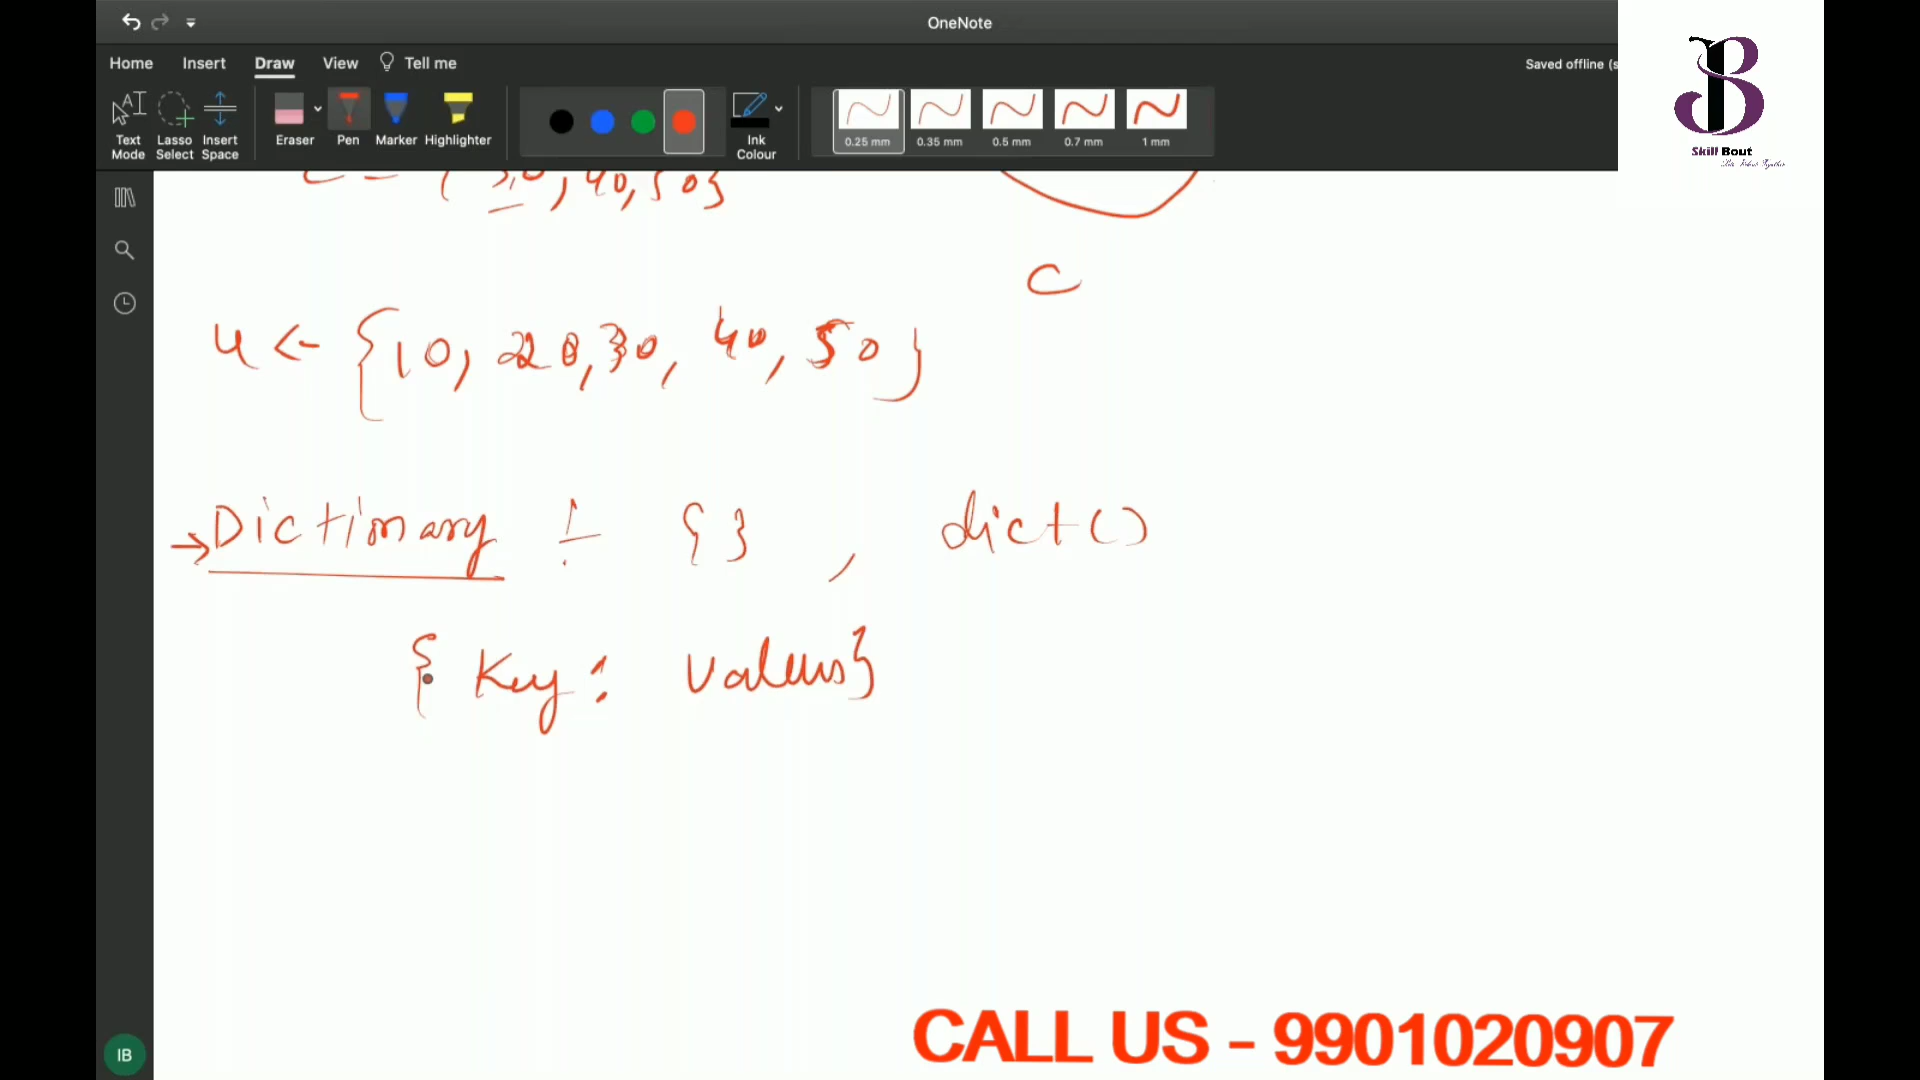 OneNote
Home Insert Draw View Tell me
Saved offline (s
Text Mode
Lasso Select
Insert Space
Eraser
Pen
Marker
Highlighter
Ink Colour
0.25 mm
0.35 mm
0.5 mm
0.7 mm
1 mm
Skill Bout
40, 50}
C
u <- {10, 20, 30, 40, 50}
→ Dictionary : { } , dict()
{ Key : values }
IB
CALL US - 9901020907